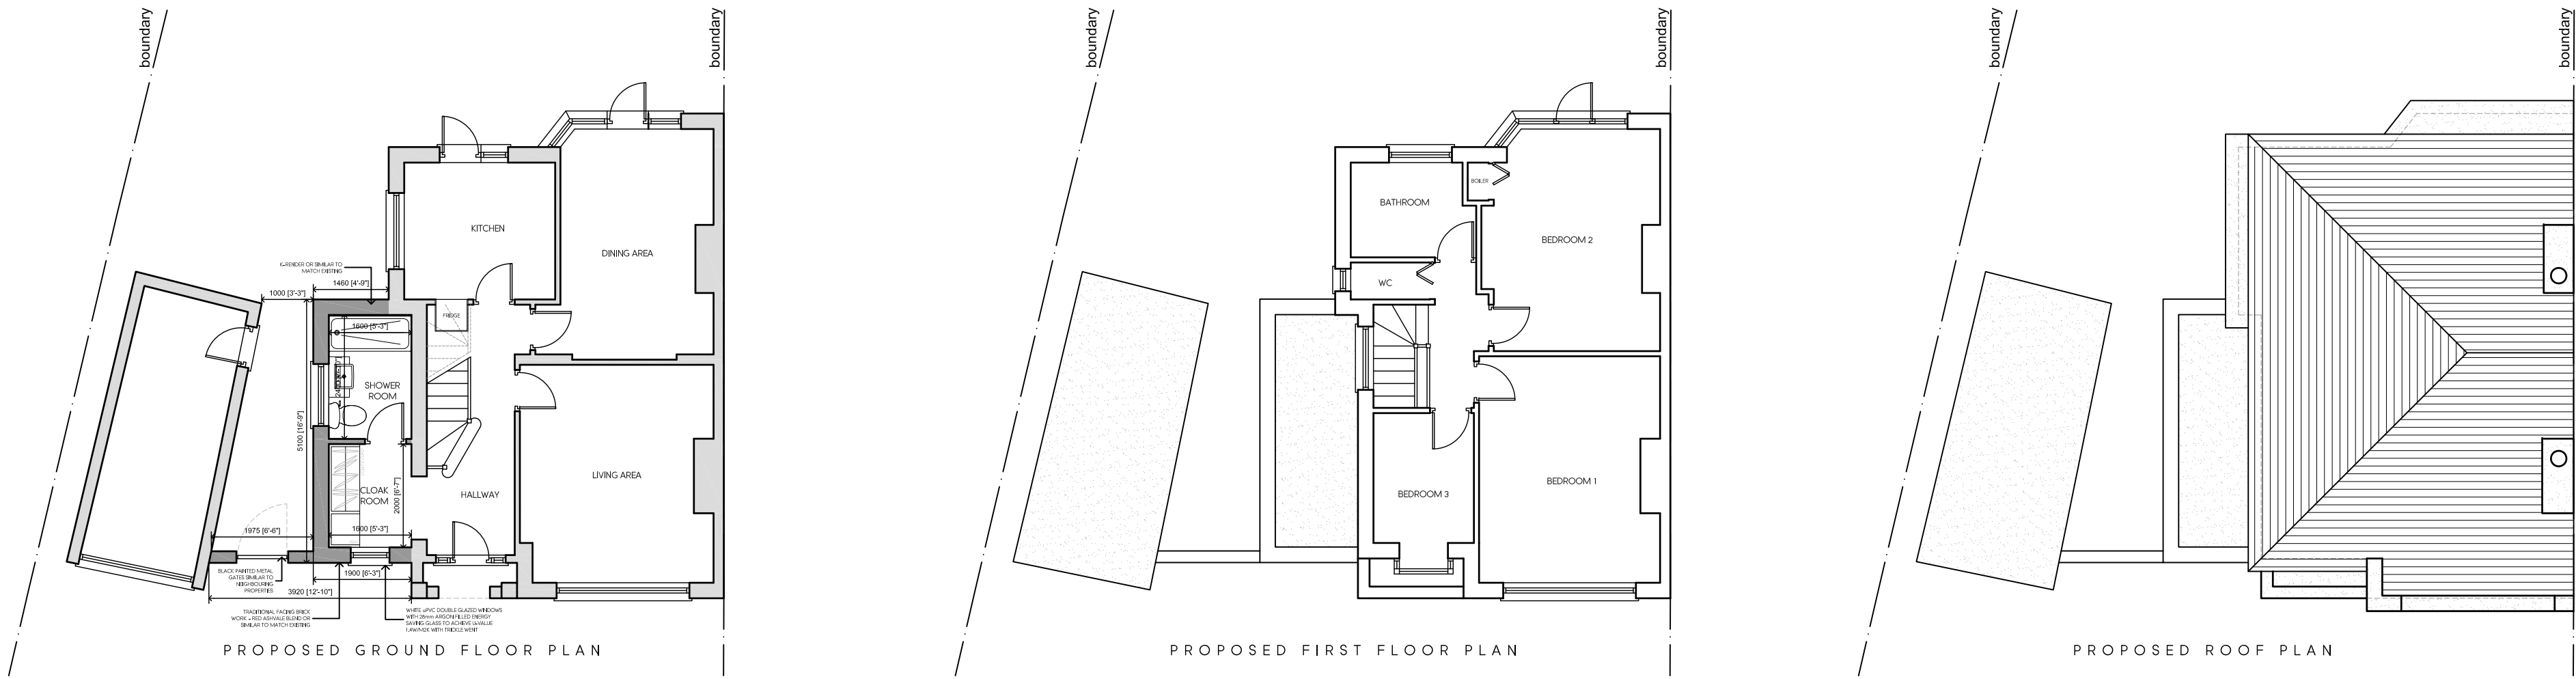 boundary
boundary
KITCHEN
DINING AREA
K-RENDER OR SIMILAR TO
MATCH EXISTING
1460 [4'-9"]
1000 [3'-3"]
FRIDGE
1600 [5'-3"]
SHOWER
ROOM
5100 [16'-9"]
CLOAK
ROOM
2000 [6'-7"]
HALLWAY
LIVING AREA
1975 [6'-6"]
1600 [5'-3"]
BLACK PAINTED METAL
GATES SIMILAR TO
NEIGHBOURING
PROPERTIES
1900 [6'-3"]
3920 [12'-10"]
TRADITIONAL FACING BRICK
WORK - RED ASHVALE BLEND OR
SIMILAR TO MATCH EXISTING
WHITE uPVC DOUBLE GLAZED WINDOWS
WITH 28mm ARGON FILLED ENERGY
SAVING GLASS TO ACHIEVE U-VALUE
1.4W/M2K WITH TRICKLE VENT
PROPOSED GROUND FLOOR PLAN
boundary
boundary
BOILER
BATHROOM
BEDROOM 2
WC
BEDROOM 3
BEDROOM 1
PROPOSED FIRST FLOOR PLAN
boundary
boundary
PROPOSED ROOF PLAN